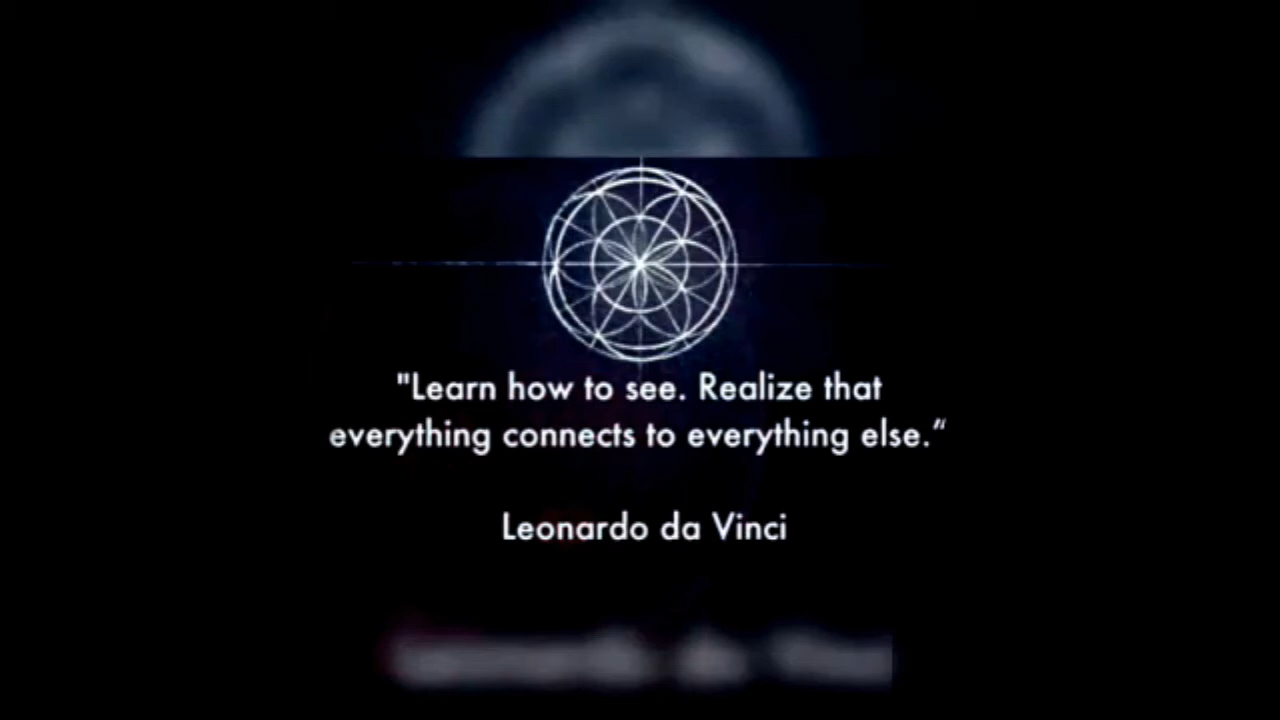 "Learn how to see. Realize that
everything connects to everything else.“
Leonardo da Vinci